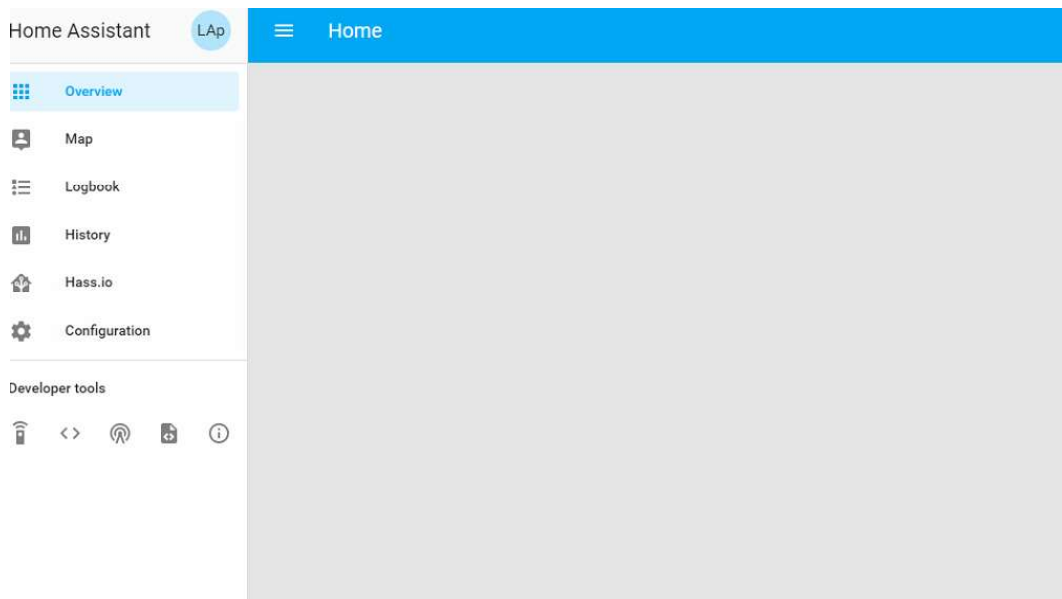 Home Assistant
LAp
Home
Overview
Map
Logbook
History
Hass.io
Configuration
Developer tools